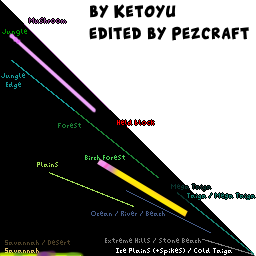 by Ketoyu
edited by Pezcraft
Mushroom
Jungle
Jungle
Edge
Forest
Acid block
Birch Forest
Plains
Mega Taiga
Taiga / Mega Taiga
Ocean / River / Beach
Extreme Hills / Stone Beach
Ice Plains (+Spikes) / Cold Taiga
Savannah / Desert
Savannah